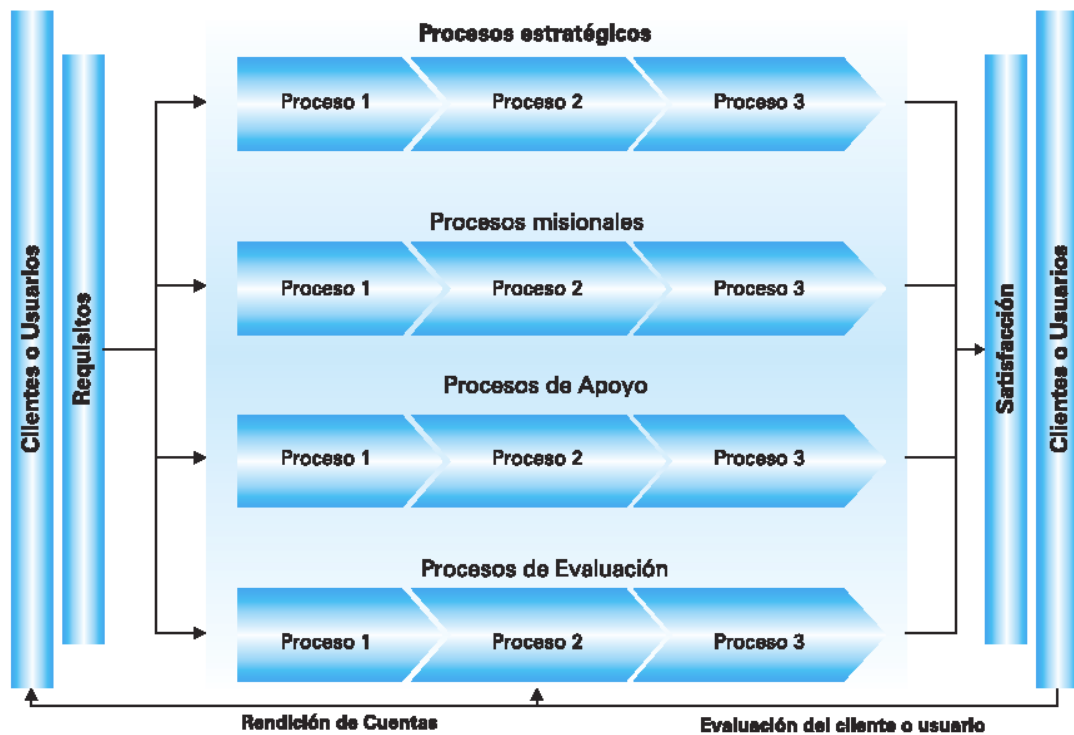 Clientes o Usuarios
Requisitos
Procesos estratégicos
Proceso 1
Proceso 2
Proceso 3
Procesos misionales
Proceso 1
Proceso 2
Proceso 3
Procesos de Apoyo
Proceso 1
Proceso 2
Proceso 3
Procesos de Evaluación
Proceso 1
Proceso 2
Proceso 3
Satisfacción
Clientes o Usuarios
Rendición de Cuentas
Evaluación del cliente o usuario